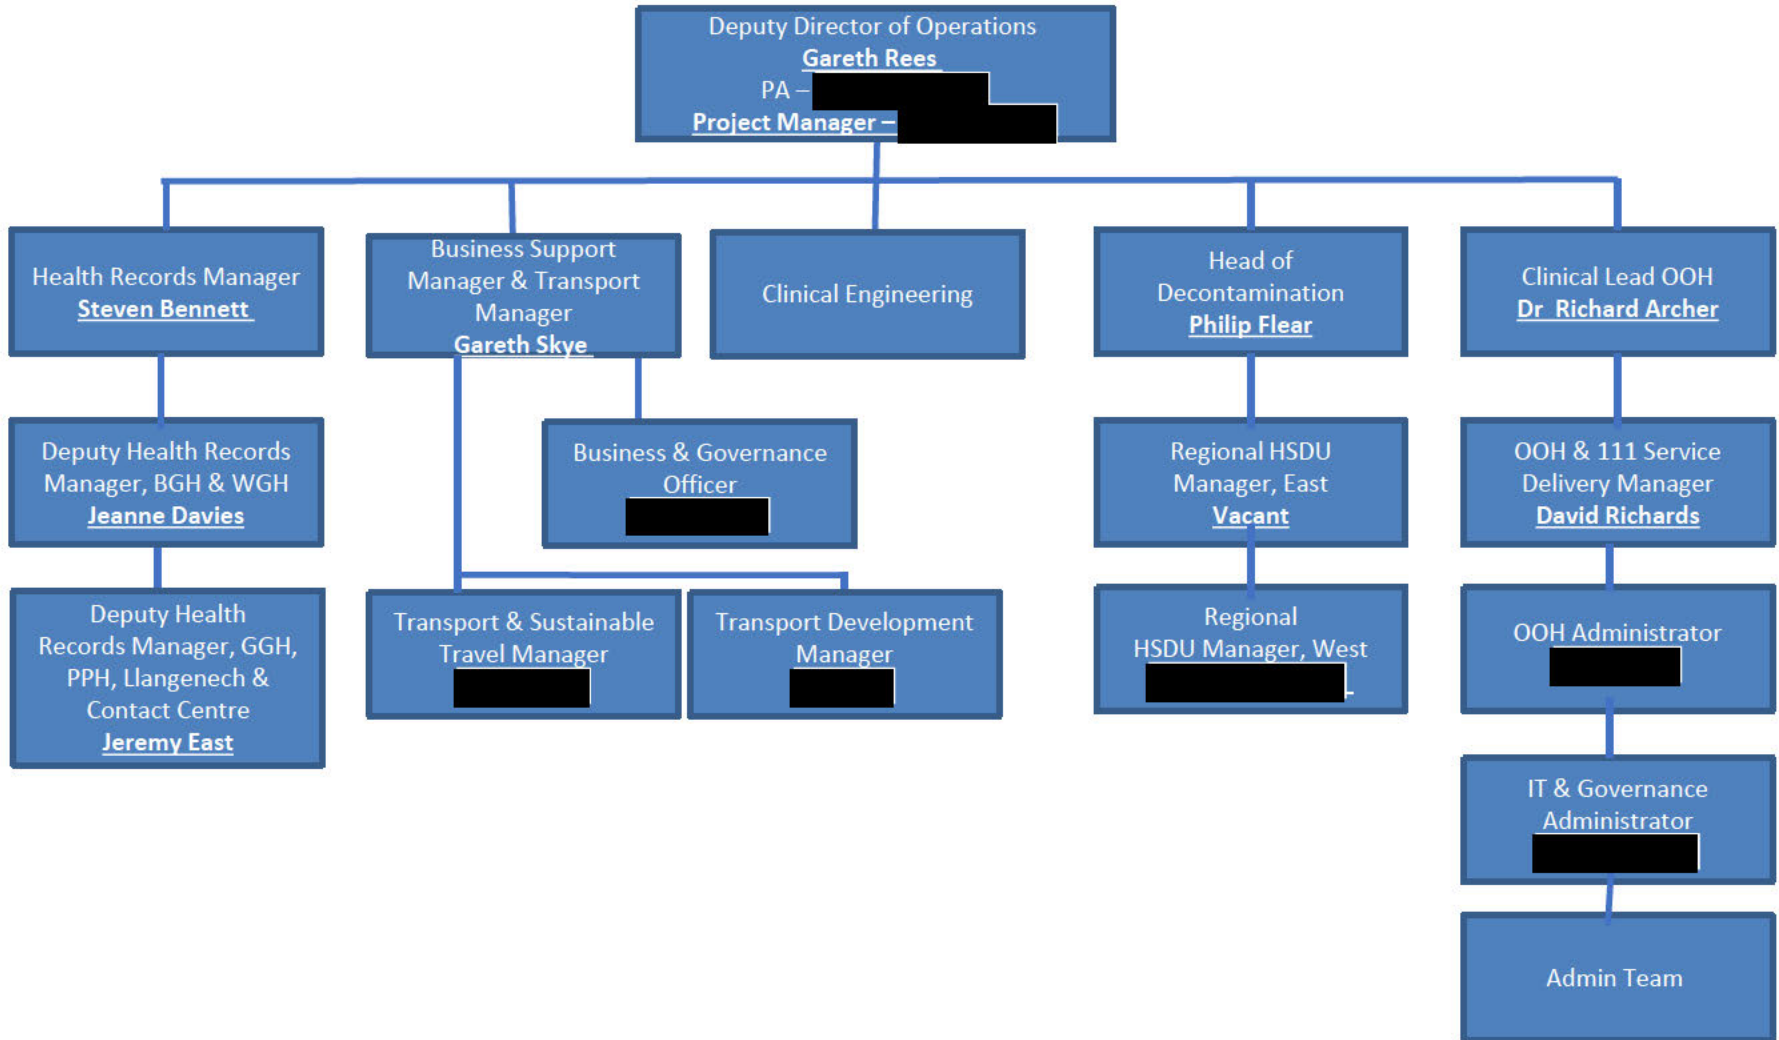 Deputy Director of Operations
Gareth Rees
PA –
Project Manager –
Health Records Manager
Steven Bennett
Business Support
Manager & Transport
Manager
Gareth Skye
Clinical Engineering
Head of
Decontamination
Philip Flear
Clinical Lead OOH
Dr Richard Archer
Deputy Health Records
Manager, BGH & WGH
Jeanne Davies
Business & Governance
Officer
Regional HSDU
Manager, East
Vacant
OOH & 111 Service
Delivery Manager
David Richards
Deputy Health
Records Manager, GGH,
PPH, Llangenech &
Contact Centre
Jeremy East
Transport & Sustainable
Travel Manager
Transport Development
Manager
Regional
HSDU Manager, West
OOH Administrator
IT & Governance
Administrator
Admin Team